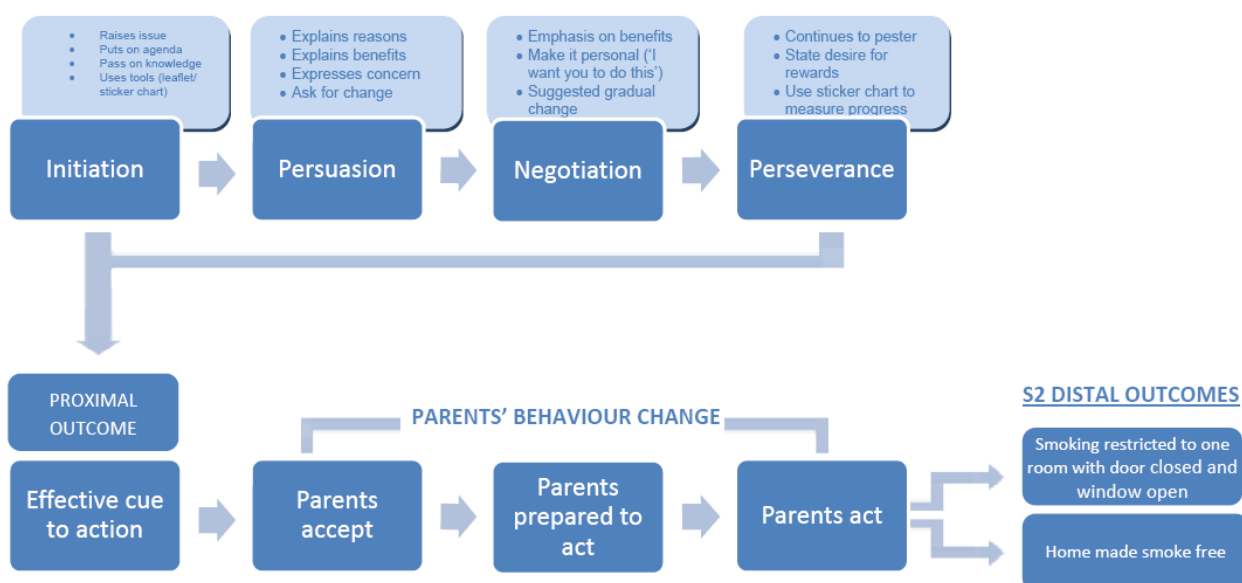 • Raises issue
• Puts on agenda
• Pass on knowledge
• Uses tools (leaflet/
sticker chart)
Initiation
• Explains reasons
• Explains benefits
• Expresses concern
• Ask for change
Persuasion
• Emphasis on benefits
• Make it personal (‘I
want you to do this’)
• Suggested gradual
change
Negotiation
• Continues to pester
• State desire for
rewards
• Use sticker chart to
measure progress
Perseverance
PROXIMAL
OUTCOME
PARENTS’ BEHAVIOUR CHANGE
S2 DISTAL OUTCOMES
Effective cue
to action
Parents
accept
Parents
prepared to
act
Parents act
Smoking restricted to one
room with door closed and
window open
Home made smoke free